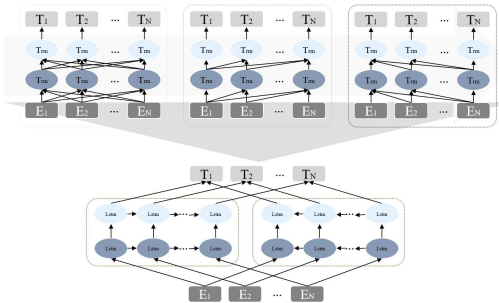 T1 T2 ... TN T1 T2 ... TN T1 T2 ... TN
Trm Trm ... Trm Trm Trm ... Trm Trm Trm ... Trm
Trm Trm ... Trm Trm Trm ... Trm Trm Trm ... Trm
E1 E2 ... EN E1 E2 ... EN E1 E2 ... EN
T1 T2 ... TN
Lstm Lstm ... Lstm Lstm Lstm ... Lstm
Lstm Lstm ... Lstm Lstm Lstm ... Lstm
E1 E2 ... EN